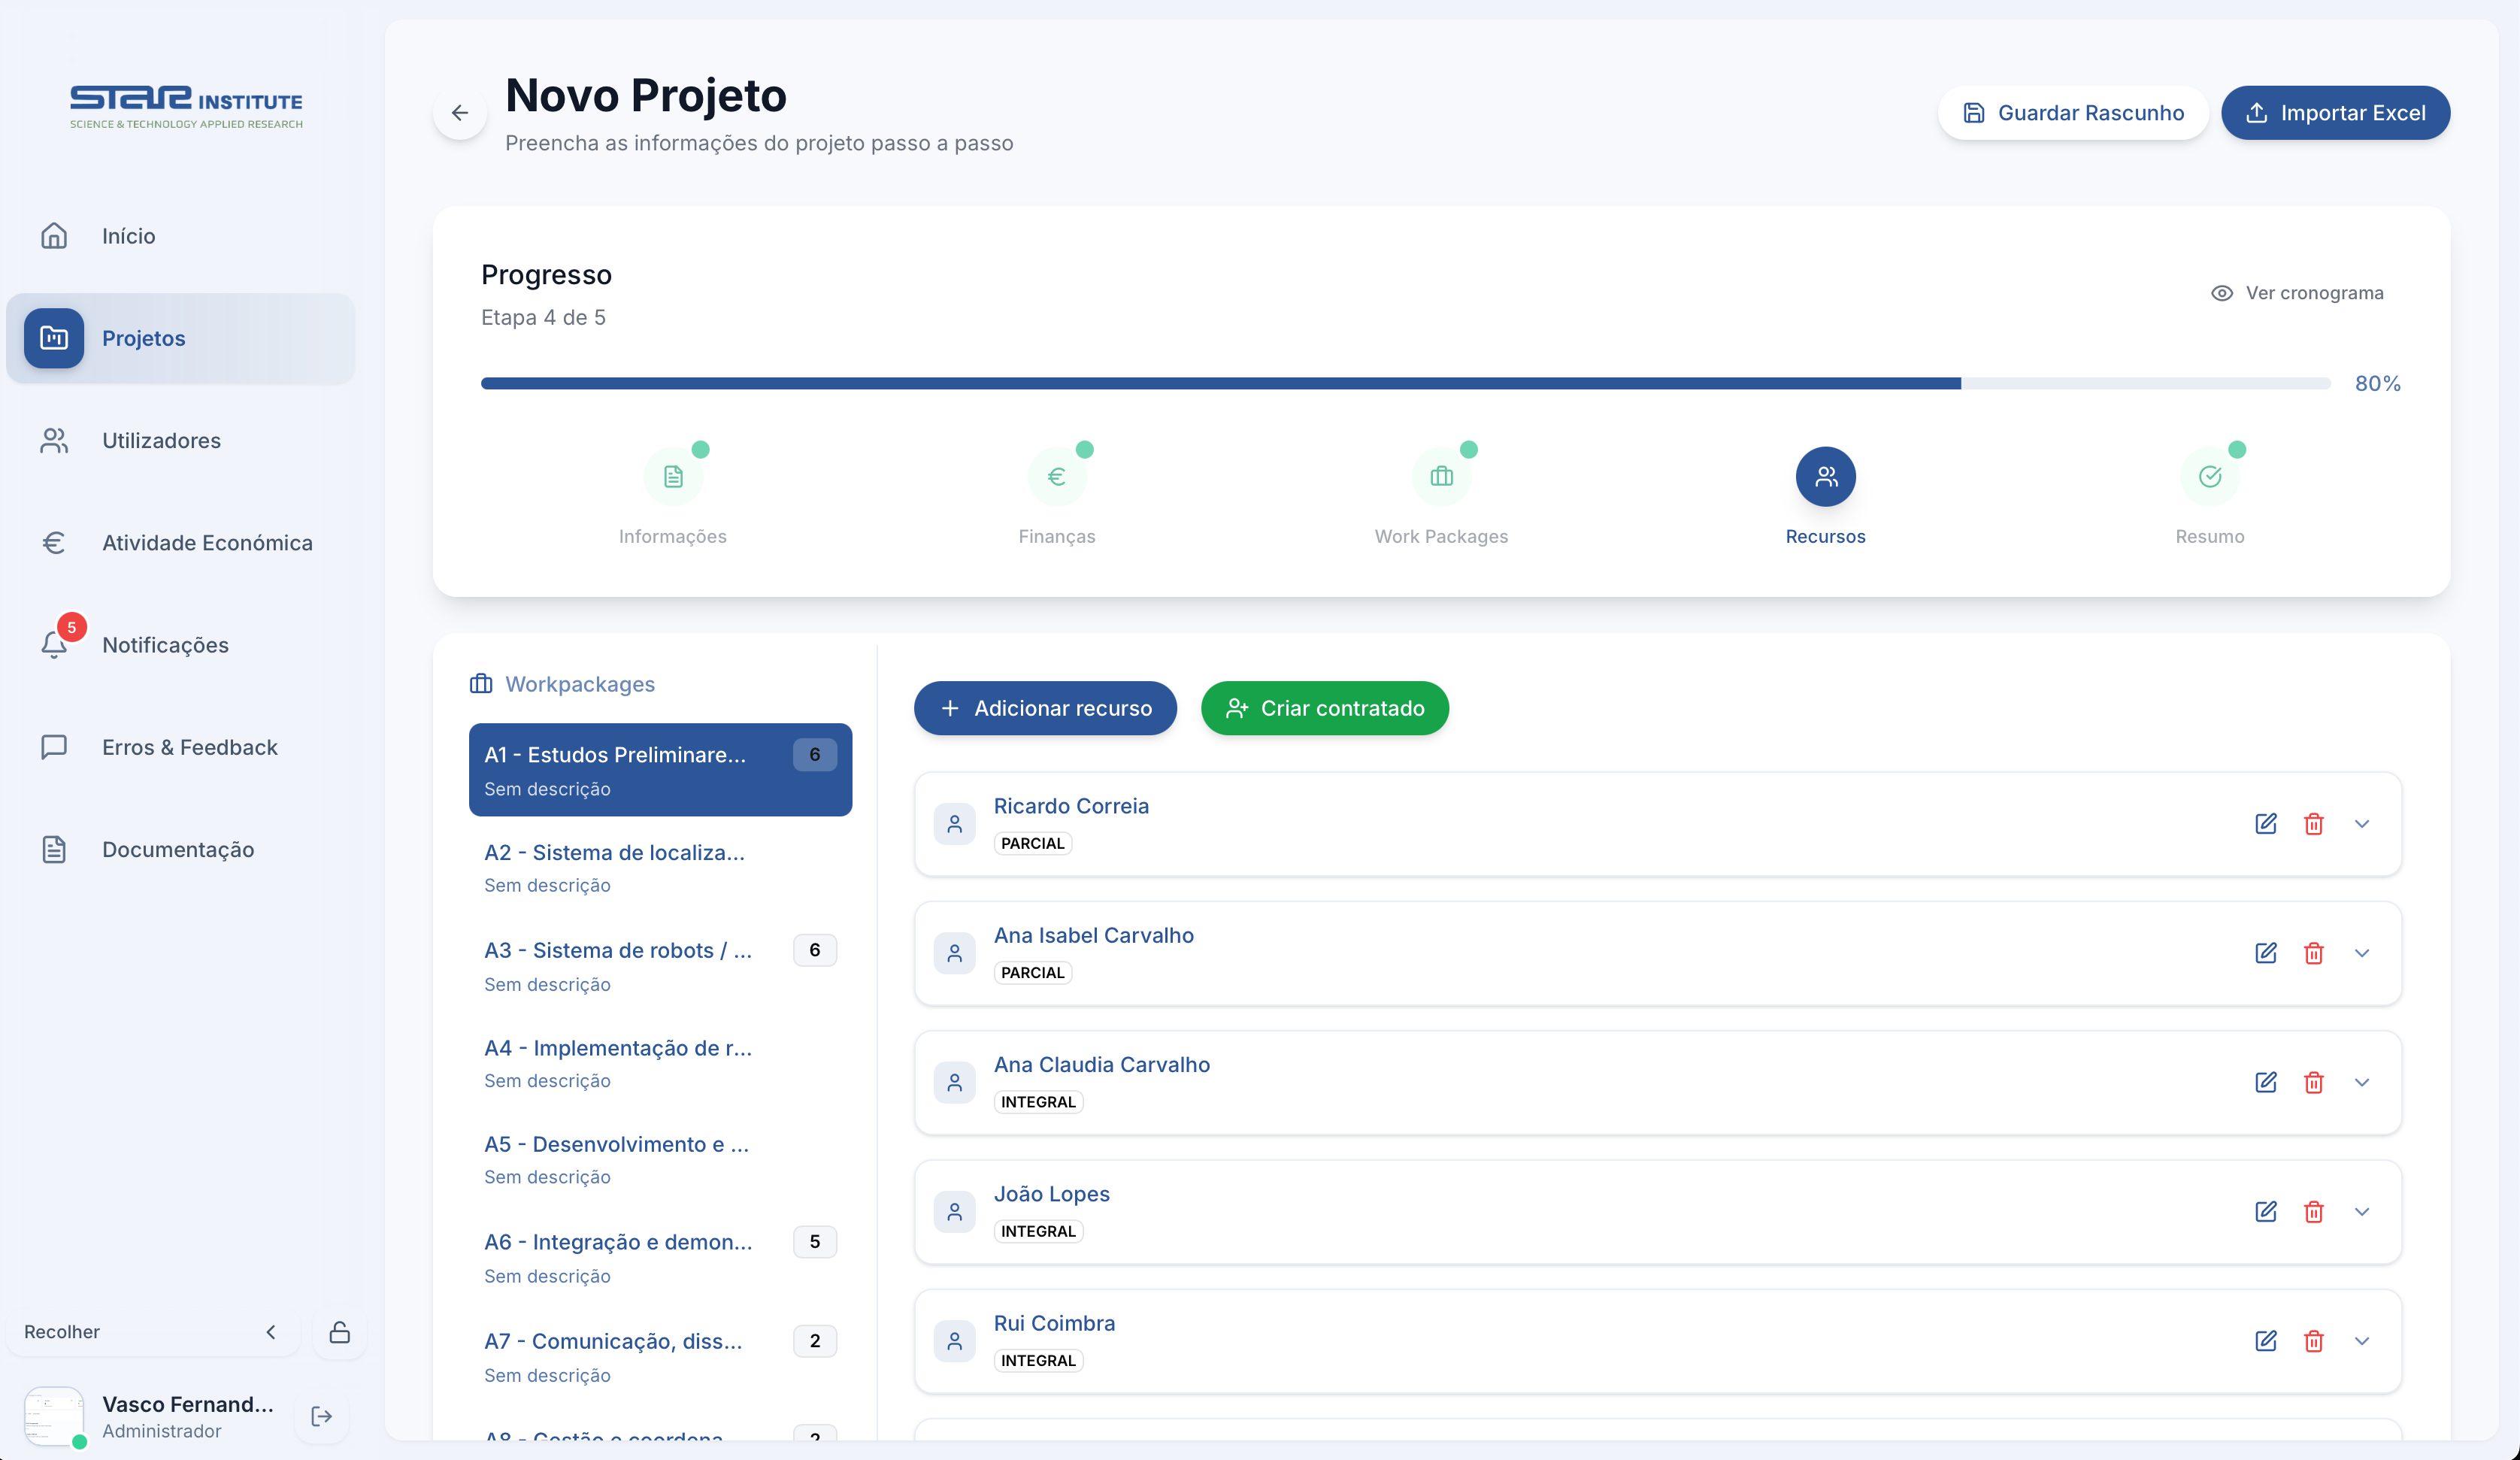 STAR INSTITUTE
SCIENCE & TECHNOLOGY APPLIED RESEARCH
Início
Projetos
Utilizadores
Atividade Económica
5
Notificações
Erros & Feedback
Documentação
Recolher
Vasco Fernand...
Administrador
Novo Projeto
Preencha as informações do projeto passo a passo
Guardar Rascunho
Importar Excel
Progresso
Etapa 4 de 5
Ver cronograma
80%
Informações
Finanças
Work Packages
Recursos
Resumo
Workpackages
A1 - Estudos Preliminare... 6
Sem descrição
A2 - Sistema de localiza...
Sem descrição
A3 - Sistema de robots / ... 6
Sem descrição
A4 - Implementação de r...
Sem descrição
A5 - Desenvolvimento e ...
Sem descrição
A6 - Integração e demon... 5
Sem descrição
A7 - Comunicação, diss... 2
Sem descrição
A8 - Gestão e coordena... 2
Adicionar recurso
Criar contratado
Ricardo Correia
PARCIAL
Ana Isabel Carvalho
PARCIAL
Ana Claudia Carvalho
INTEGRAL
João Lopes
INTEGRAL
Rui Coimbra
INTEGRAL